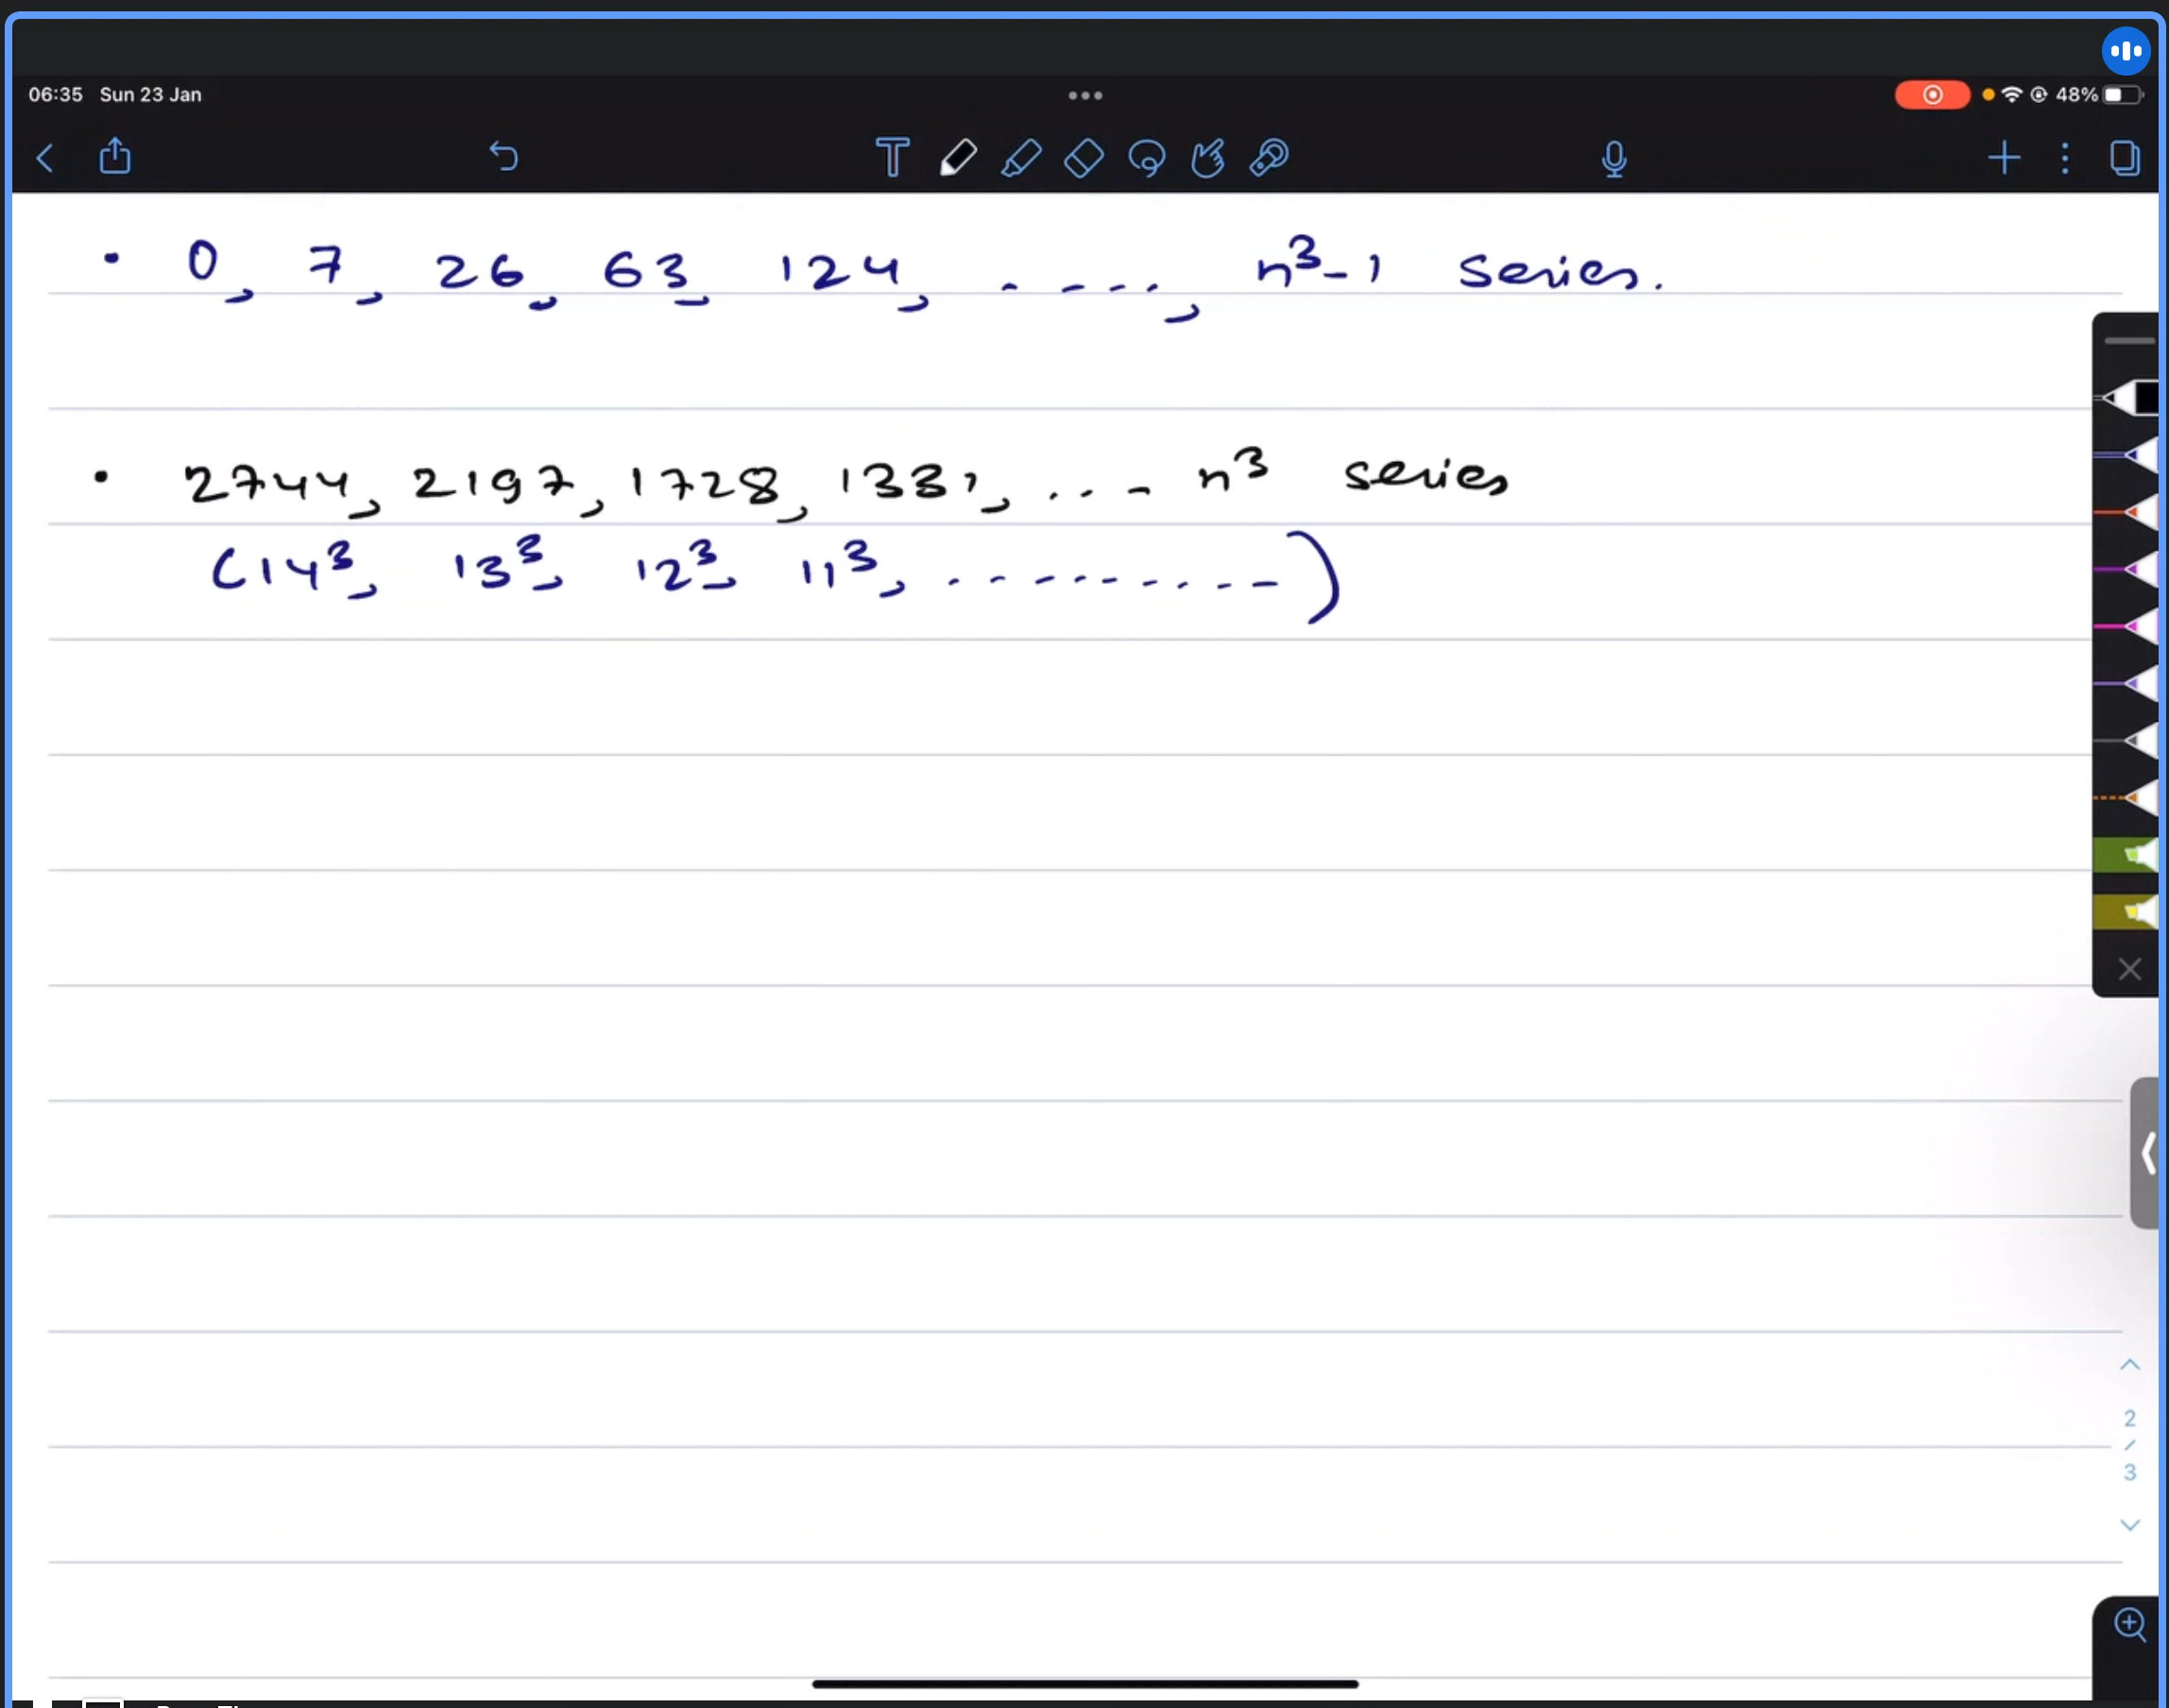 06:35 Sun 23 Jan
48%
• 0, 7, 26, 63, 124, ....., n³-1 series.
• 2744, 2197, 1728, 1331, ... n³ series
(14³, 13³, 12³, 11³, ..........)
2
/
3